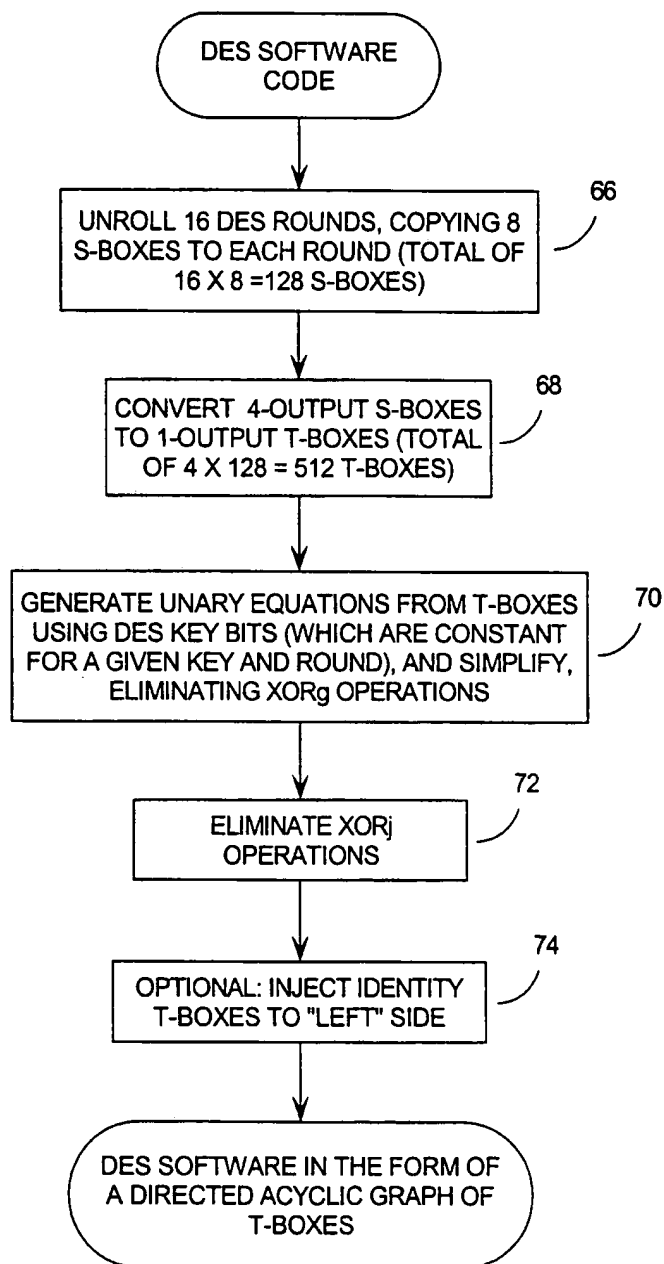 DES SOFTWARE
CODE
66
UNROLL 16 DES ROUNDS, COPYING 8
S-BOXES TO EACH ROUND (TOTAL OF
16 X 8 =128 S-BOXES)
68
CONVERT 4-OUTPUT S-BOXES
TO 1-OUTPUT T-BOXES (TOTAL
OF 4 X 128 = 512 T-BOXES)
70
GENERATE UNARY EQUATIONS FROM T-BOXES
USING DES KEY BITS (WHICH ARE CONSTANT
FOR A GIVEN KEY AND ROUND), AND SIMPLIFY,
ELIMINATING XORg OPERATIONS
72
ELIMINATE XORj
OPERATIONS
74
OPTIONAL: INJECT IDENTITY
T-BOXES TO "LEFT" SIDE
DES SOFTWARE IN THE FORM OF
A DIRECTED ACYCLIC GRAPH OF
T-BOXES